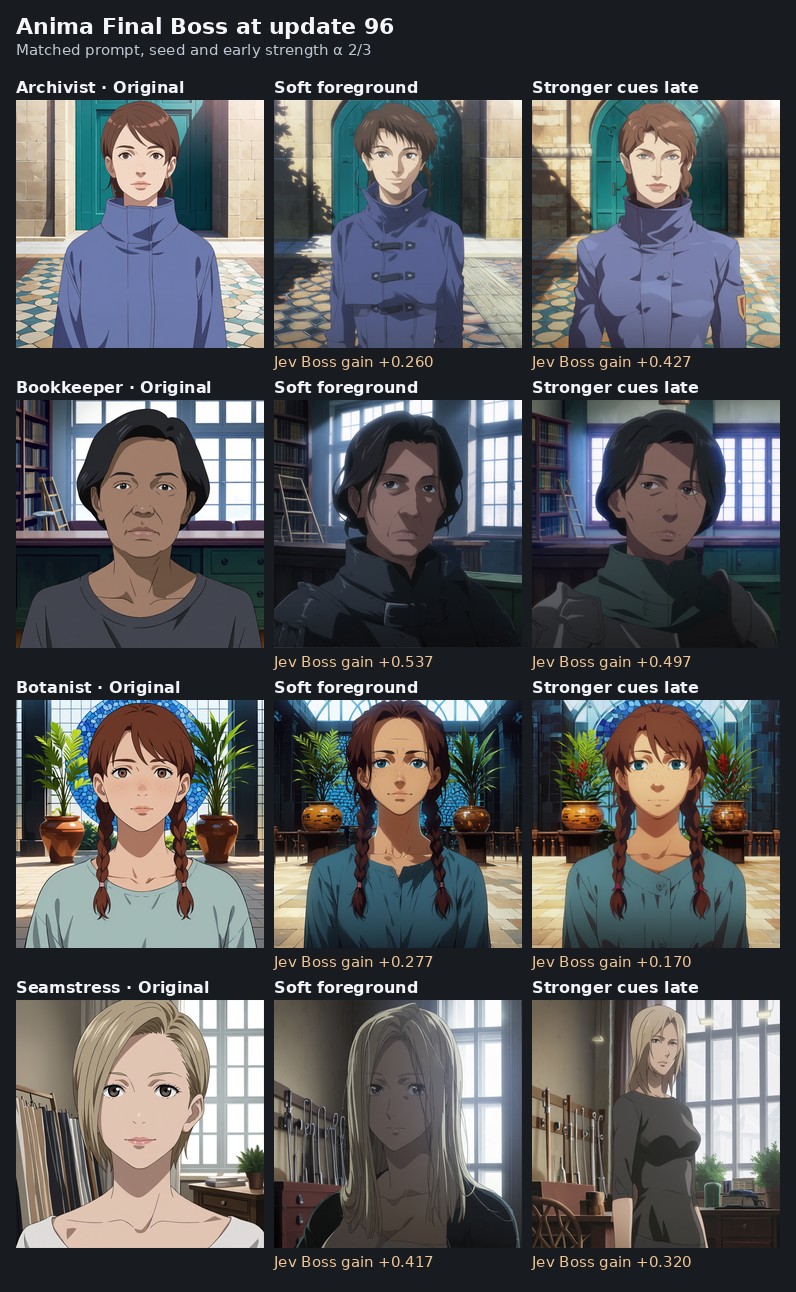 Anima Final Boss at update 96
Matched prompt, seed and early strength α 2/3
Archivist · Original
Soft foreground
Stronger cues late
Jev Boss gain +0.260
Jev Boss gain +0.427
Bookkeeper · Original
Soft foreground
Stronger cues late
Jev Boss gain +0.537
Jev Boss gain +0.497
Botanist · Original
Soft foreground
Stronger cues late
Jev Boss gain +0.277
Jev Boss gain +0.170
Seamstress · Original
Soft foreground
Stronger cues late
Jev Boss gain +0.417
Jev Boss gain +0.320